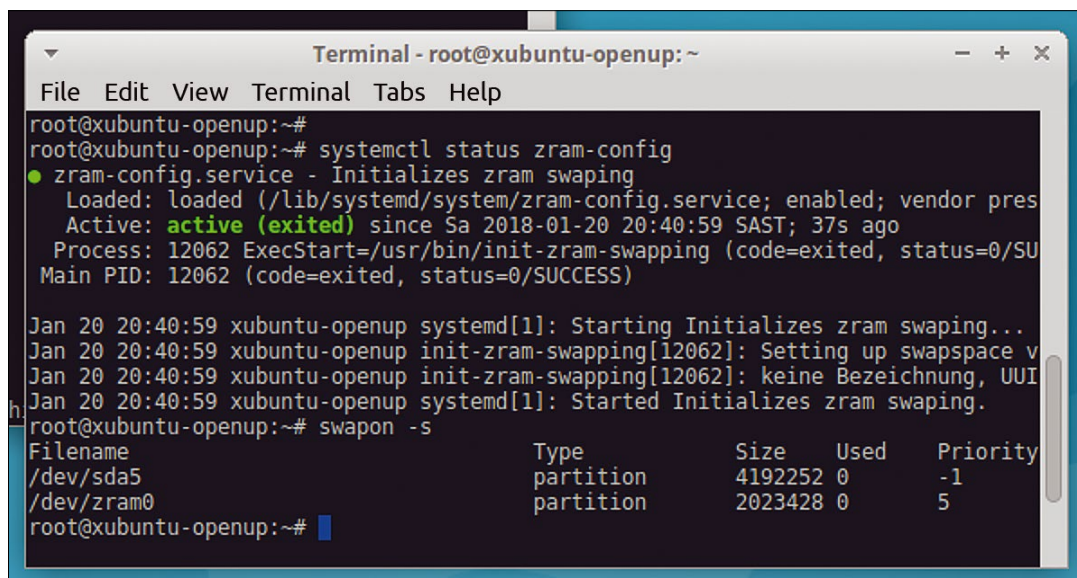 Terminal - root@xubuntu-openup: ~
File Edit View Terminal Tabs Help
root@xubuntu-openup:~#
root@xubuntu-openup:~# systemctl status zram-config
● zram-config.service - Initializes zram swaping
Loaded: loaded (/lib/systemd/system/zram-config.service; enabled; vendor pres
Active: active (exited) since Sa 2018-01-20 20:40:59 SAST; 37s ago
Process: 12062 ExecStart=/usr/bin/init-zram-swapping (code=exited, status=0/SU
Main PID: 12062 (code=exited, status=0/SUCCESS)
Jan 20 20:40:59 xubuntu-openup systemd[1]: Starting Initializes zram swaping...
Jan 20 20:40:59 xubuntu-openup init-zram-swapping[12062]: Setting up swapspace v
Jan 20 20:40:59 xubuntu-openup init-zram-swapping[12062]: keine Bezeichnung, UUI
Jan 20 20:40:59 xubuntu-openup systemd[1]: Started Initializes zram swaping.
root@xubuntu-openup:~# swapon -s
Filename Type Size Used Priority
/dev/sda5 partition 4192252 0 -1
/dev/zram0 partition 2023428 0 5
root@xubuntu-openup:~#